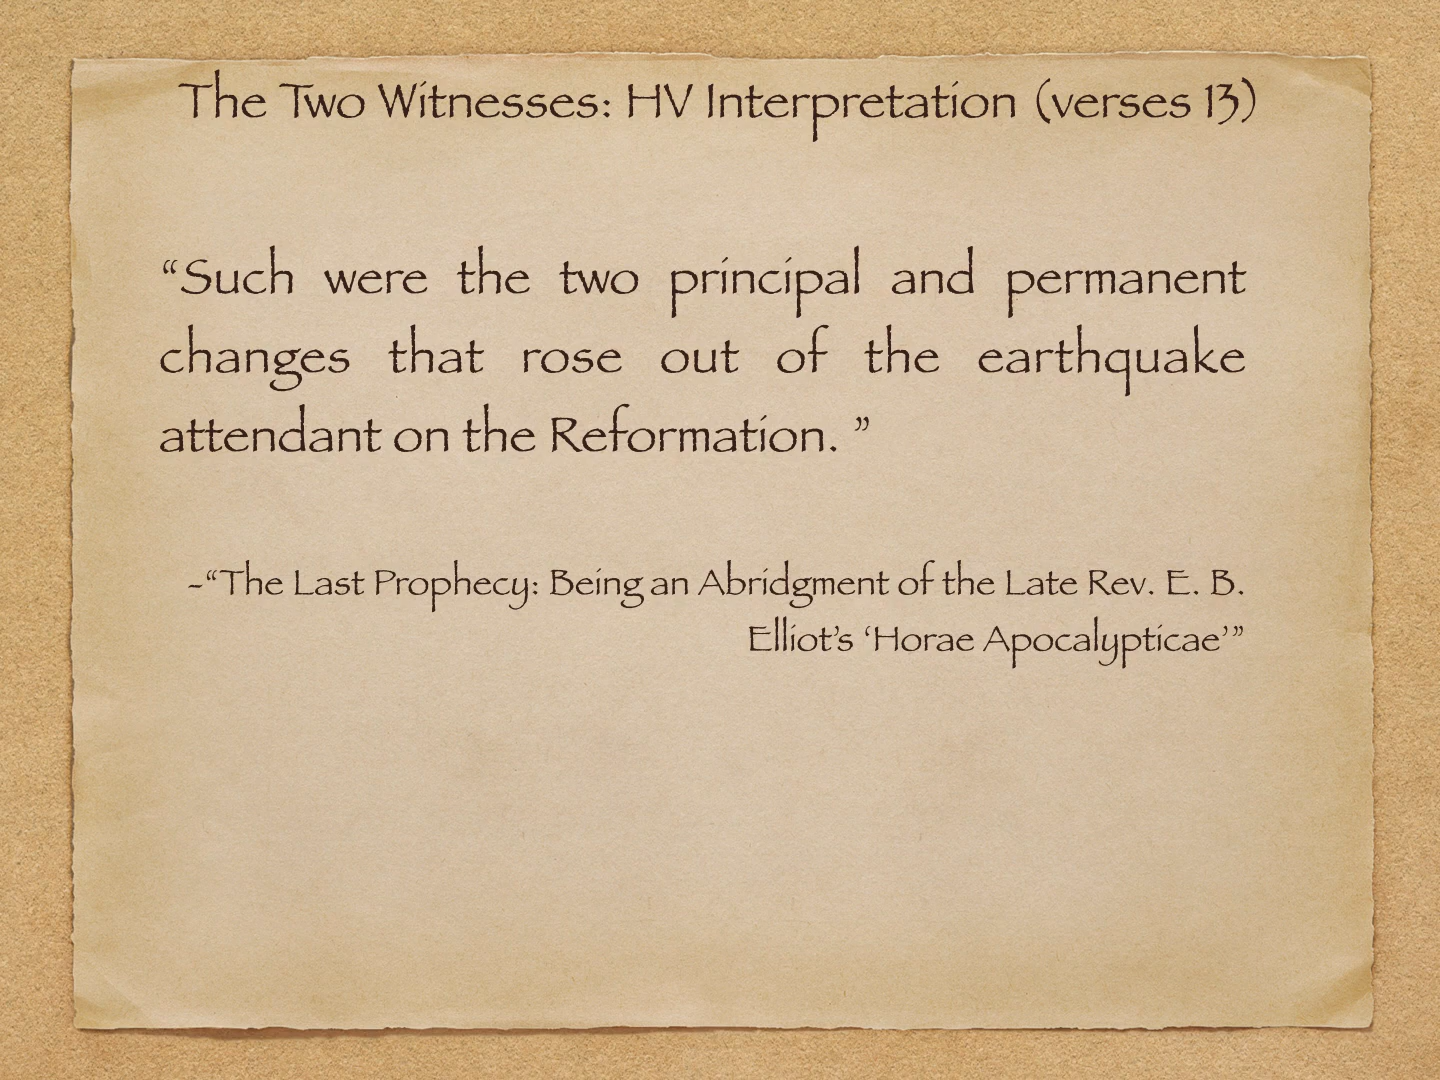 The Two Witnesses: HV Interpretation (verses 13)
“Such were the two principal and permanent
changes that rose out of the earthquake
attendant on the Reformation. ”
-“The Last Prophecy: Being an Abridgment of the Late Rev. E. B.
Elliot’s ‘Horae Apocalypticae’”